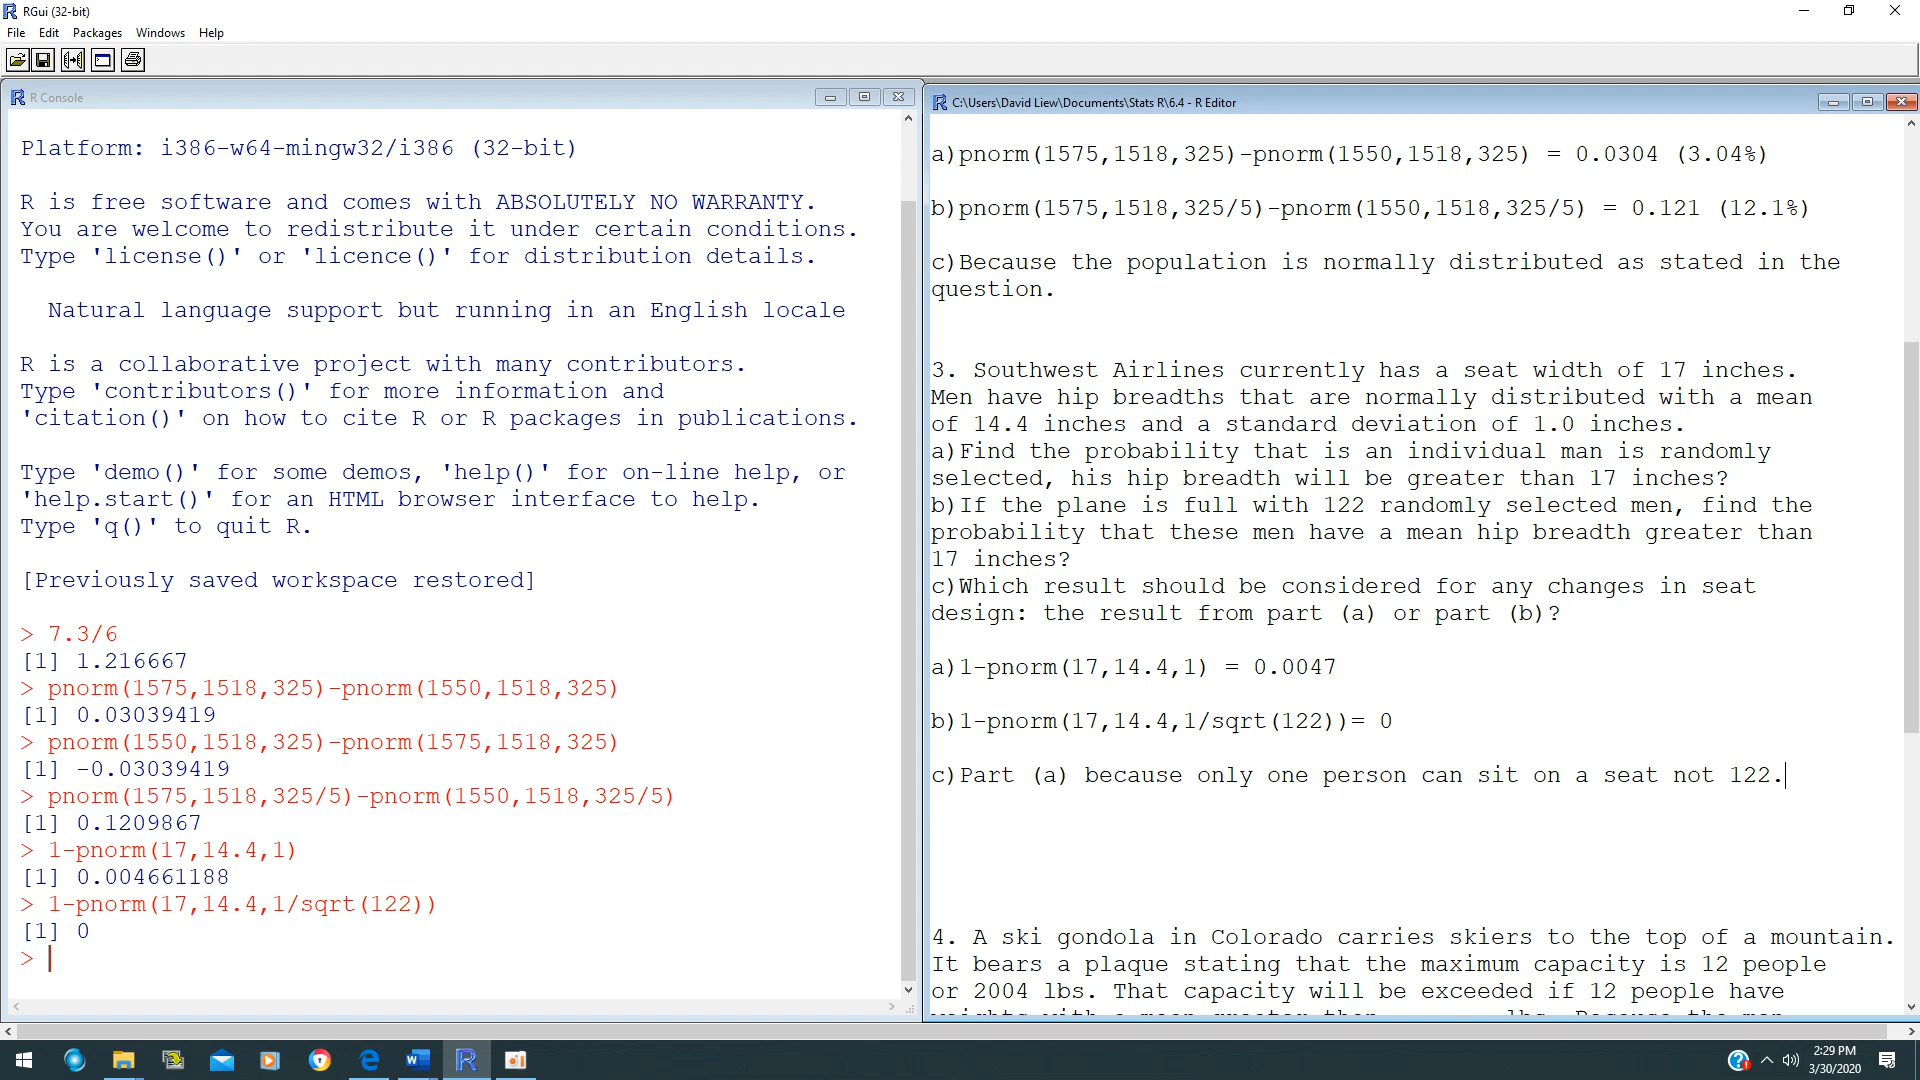 RGui (32-bit)
File Edit Packages Windows Help
R Console
Platform: i386-w64-mingw32/i386 (32-bit)
R is free software and comes with ABSOLUTELY NO WARRANTY.
You are welcome to redistribute it under certain conditions.
Type 'license()' or 'licence()' for distribution details.
Natural language support but running in an English locale
R is a collaborative project with many contributors.
Type 'contributors()' for more information and
'citation()' on how to cite R or R packages in publications.
Type 'demo()' for some demos, 'help()' for on-line help, or
'help.start()' for an HTML browser interface to help.
Type 'q()' to quit R.
[Previously saved workspace restored]
> 7.3/6
[1] 1.216667
> pnorm(1575,1518,325)-pnorm(1550,1518,325)
[1] 0.03039419
> pnorm(1550,1518,325)-pnorm(1575,1518,325)
[1] -0.03039419
> pnorm(1575,1518,325/5)-pnorm(1550,1518,325/5)
[1] 0.1209867
> 1-pnorm(17,14.4,1)
[1] 0.004661188
> 1-pnorm(17,14.4,1/sqrt(122))
[1] 0
>
C:\Users\David Liew\Documents\Stats R\6.4 - R Editor
a)pnorm(1575,1518,325)-pnorm(1550,1518,325) = 0.0304 (3.04%)
b)pnorm(1575,1518,325/5)-pnorm(1550,1518,325/5) = 0.121 (12.1%)
c)Because the population is normally distributed as stated in the
question.
3. Southwest Airlines currently has a seat width of 17 inches.
Men have hip breadths that are normally distributed with a mean
of 14.4 inches and a standard deviation of 1.0 inches.
a)Find the probability that is an individual man is randomly
selected, his hip breadth will be greater than 17 inches?
b)If the plane is full with 122 randomly selected men, find the
probability that these men have a mean hip breadth greater than
17 inches?
c)Which result should be considered for any changes in seat
design: the result from part (a) or part (b)?
a)1-pnorm(17,14.4,1) = 0.0047
b)1-pnorm(17,14.4,1/sqrt(122))= 0
c)Part (a) because only one person can sit on a seat not 122.
4. A ski gondola in Colorado carries skiers to the top of a mountain.
It bears a plaque stating that the maximum capacity is 12 people
or 2004 lbs. That capacity will be exceeded if 12 people have
2:29 PM
3/30/2020